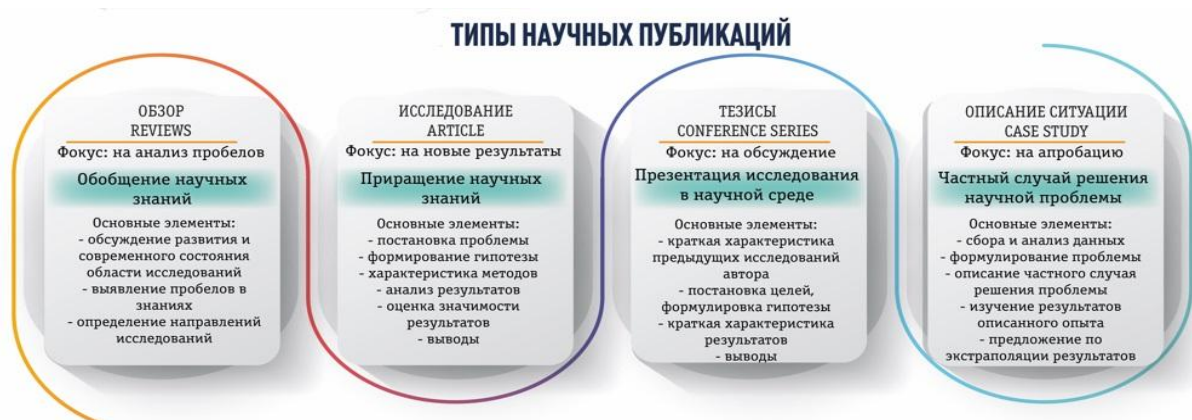 ТИПЫ НАУЧНЫХ ПУБЛИКАЦИЙ
ОБЗОР
REVIEWS
Фокус: на анализ пробелов
Обобщение научных
знаний
Основные элементы:
- обсуждение развития и
современного состояния
области исследований
- выявление пробелов в
знаниях
- определение направлений
исследований
ИССЛЕДОВАНИЕ
ARTICLE
Фокус: на новые результаты
Приращение научных
знаний
Основные элементы:
- постановка проблемы
- формирование гипотезы
- характеристика методов
- анализ результатов
- оценка значимости
результатов
- выводы
ТЕЗИСЫ
CONFERENCE SERIES
Фокус: на обсуждение
Презентация исследования
в научной среде
Основные элементы:
- краткая характеристика
предыдущих исследований
автора
- постановка целей,
формулировка гипотезы
- краткая характеристика
результатов
- выводы
ОПИСАНИЕ СИТУАЦИИ
CASE STUDY
Фокус: на апробацию
Частный случай решения
научной проблемы
Основные элементы:
- сбора и анализ данных
- формулирование проблемы
- описание частного случая
решения проблемы
- изучение результатов
описанного опыта
- предложение по
экстраполяции результатов